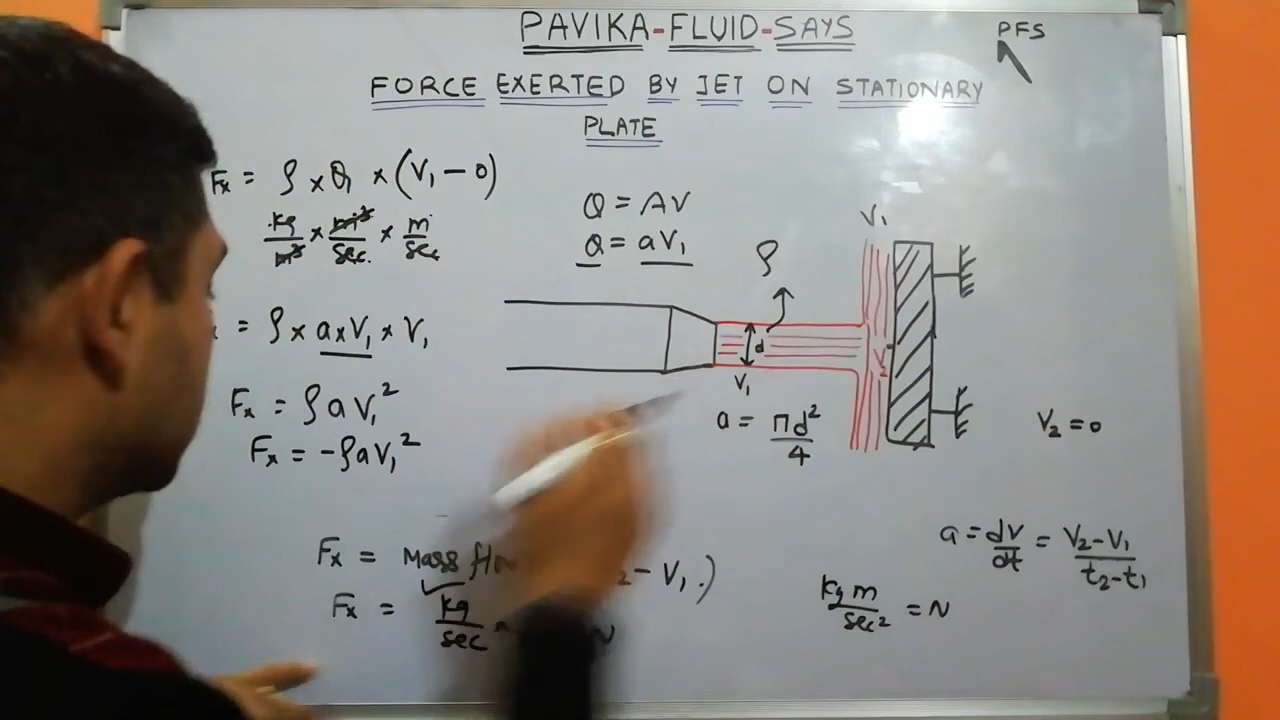 PAVIKA-FLUID-SAYS
PFS
FORCE EXERTED BY JET ON STATIONARY
PLATE
Fx = ρ × Q1 × (V1 - 0)
kg/m³ × m³/sec. × m/sec
= ρ × a × V1 × V1
Fx = ρ a V1²
Fx = -ρ a V1²
Q = AV
Q = aV1
ρ
V1
d
V1
V2
a = πd²/4
V2 = 0
a = dv/dt = V2-V1/t2-t1
Fx = Mass - V1.)
Fx = kg/sec N
kg m/sec² = N